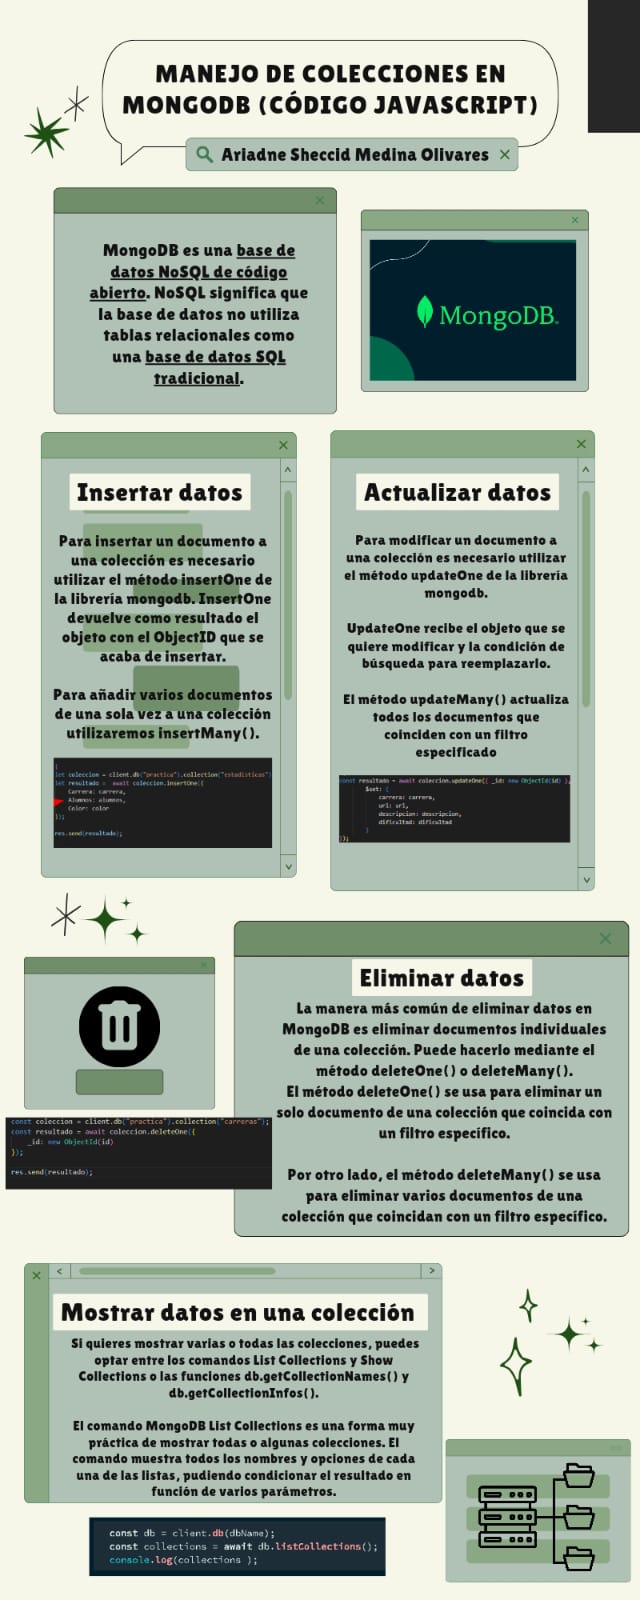 MANEJO DE COLECCIONES EN
MONGODB (CÓDIGO JAVASCRIPT)
Ariadne Sheccid Medina Olivares
MongoDB es una base de
datos NoSQL de código
abierto. NoSQL significa que
la base de datos no utiliza
tablas relacionales como
una base de datos SQL
tradicional.
MongoDB.
Insertar datos
Para insertar un documento a
una colección es necesario
utilizar el método insertOne de
la librería mongodb. InsertOne
devuelve como resultado el
objeto con el ObjectID que se
acaba de insertar.
Para añadir varios documentos
de una sola vez a una colección
utilizaremos insertMany().
{
let coleccion = client.db("practica").collection("estadisticas")
let resultado = await coleccion.insertOne({
Carrera: carrera,
Alumnos: alumnos,
Color: color
});
res.send(resultado);
Actualizar datos
Para modificar un documento a
una colección es necesario utilizar
el método updateOne de la librería
mongodb.
UpdateOne recibe el objeto que se
quiere modificar y la condición de
búsqueda para reemplazarlo.
El método updateMany() actualiza
todos los documentos que
coinciden con un filtro
especificado
const resultado = await coleccion.updateOne({ _id: new ObjectId(id) },
$set: {
carrera: carrera,
url: url,
descripcion: descripcion,
dificultad: dificultad
}
});
Eliminar datos
La manera más común de eliminar datos en
MongoDB es eliminar documentos individuales
de una colección. Puede hacerlo mediante el
método deleteOne() o deleteMany().
El método deleteOne() se usa para eliminar un
solo documento de una colección que coincida con
un filtro específico.
Por otro lado, el método deleteMany() se usa
para eliminar varios documentos de una
colección que coincidan con un filtro específico.
const coleccion = client.db("practica").collection("carreras");
const resultado = await coleccion.deleteOne({
_id: new ObjectId(id)
});
res.send(resultado);
Mostrar datos en una colección
Si quieres mostrar varias o todas las colecciones, puedes
optar entre los comandos List Collections y Show
Collections o las funciones db.getCollectionNames() y
db.getCollectionInfos().
El comando MongoDB List Collections es una forma muy
práctica de mostrar todas o algunas colecciones. El
comando muestra todos los nombres y opciones de cada
una de las listas, pudiendo condicionar el resultado en
función de varios parámetros.
const db = client.db(dbName);
const collections = await db.listCollections();
console.log(collections );